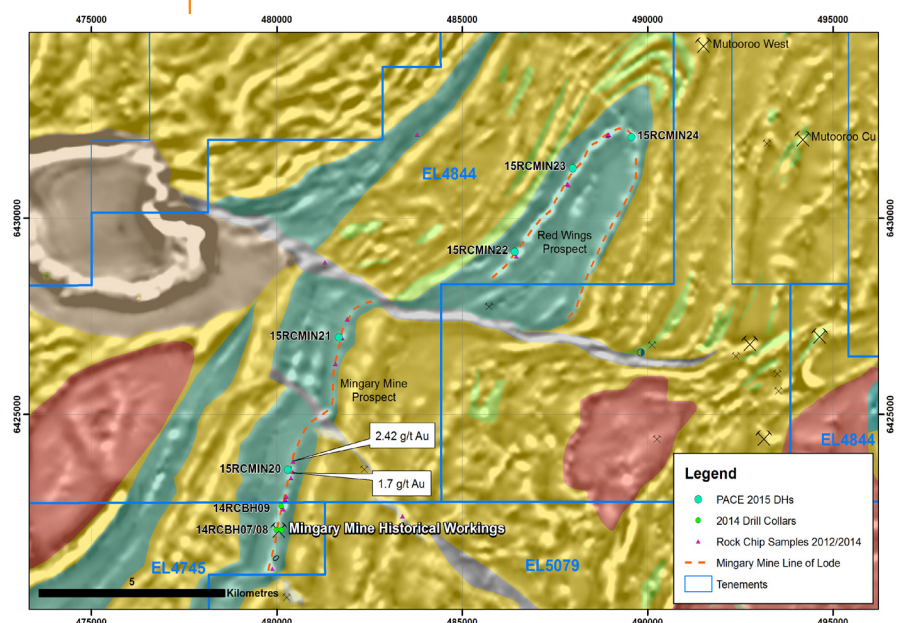 475000
480000
485000
490000
495000
Mutooroo West
15RCMIN24
Mutooroo Cu
15RCMIN23
EL4844
6430000
6430000
Red Wings
Prospect
15RCMIN22
15RCMIN21
Mingary Mine
Prospect
6425000
6425000
2.42 g/t Au
EL4844
15RCMIN20
1.7 g/t Au
14RCBH09
14RCBH07/08
Mingary Mine Historical Workings
EL4745
EL5079
5
Kilometres
Legend
PACE 2015 DHs
2014 Drill Collars
Rock Chip Samples 2012/2014
Mingary Mine Line of Lode
Tenements
475000
480000
485000
490000
495000